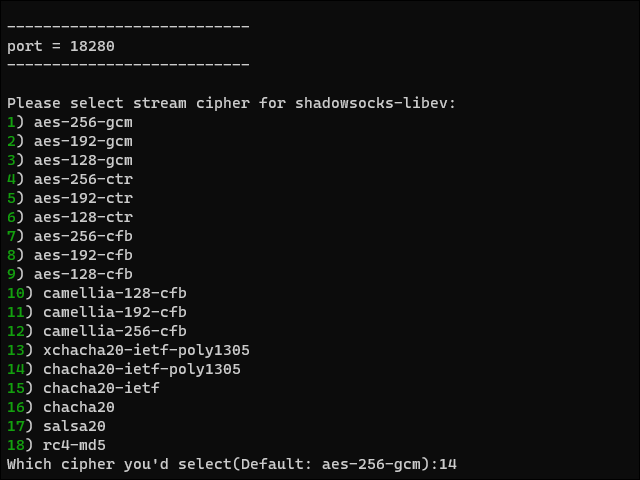 ---------------------------
port = 18280
---------------------------
Please select stream cipher for shadowsocks-libev:
1) aes-256-gcm
2) aes-192-gcm
3) aes-128-gcm
4) aes-256-ctr
5) aes-192-ctr
6) aes-128-ctr
7) aes-256-cfb
8) aes-192-cfb
9) aes-128-cfb
10) camellia-128-cfb
11) camellia-192-cfb
12) camellia-256-cfb
13) xchacha20-ietf-poly1305
14) chacha20-ietf-poly1305
15) chacha20-ietf
16) chacha20
17) salsa20
18) rc4-md5
Which cipher you'd select(Default: aes-256-gcm):14